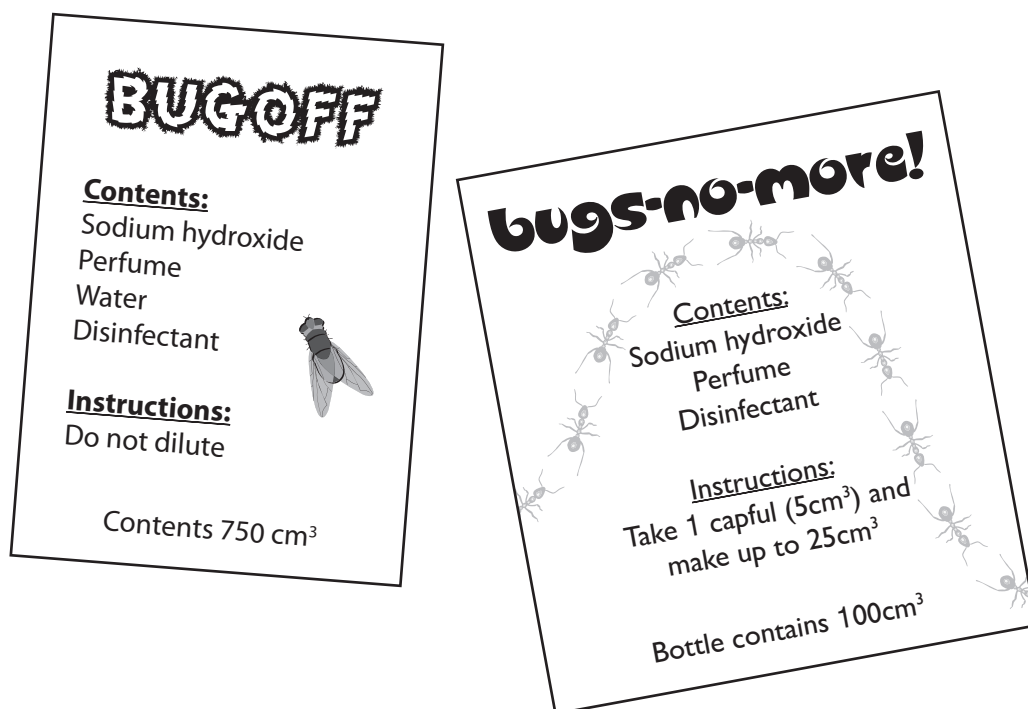 BUGOFF
Contents:
Sodium hydroxide
Perfume
Water
Disinfectant
Instructions:
Do not dilute
Contents 750 cm³
bugs-no-more!
Contents:
Sodium hydroxide
Perfume
Disinfectant
Instructions:
Take 1 capful (5cm³) and
make up to 25cm³
Bottle contains 100cm³